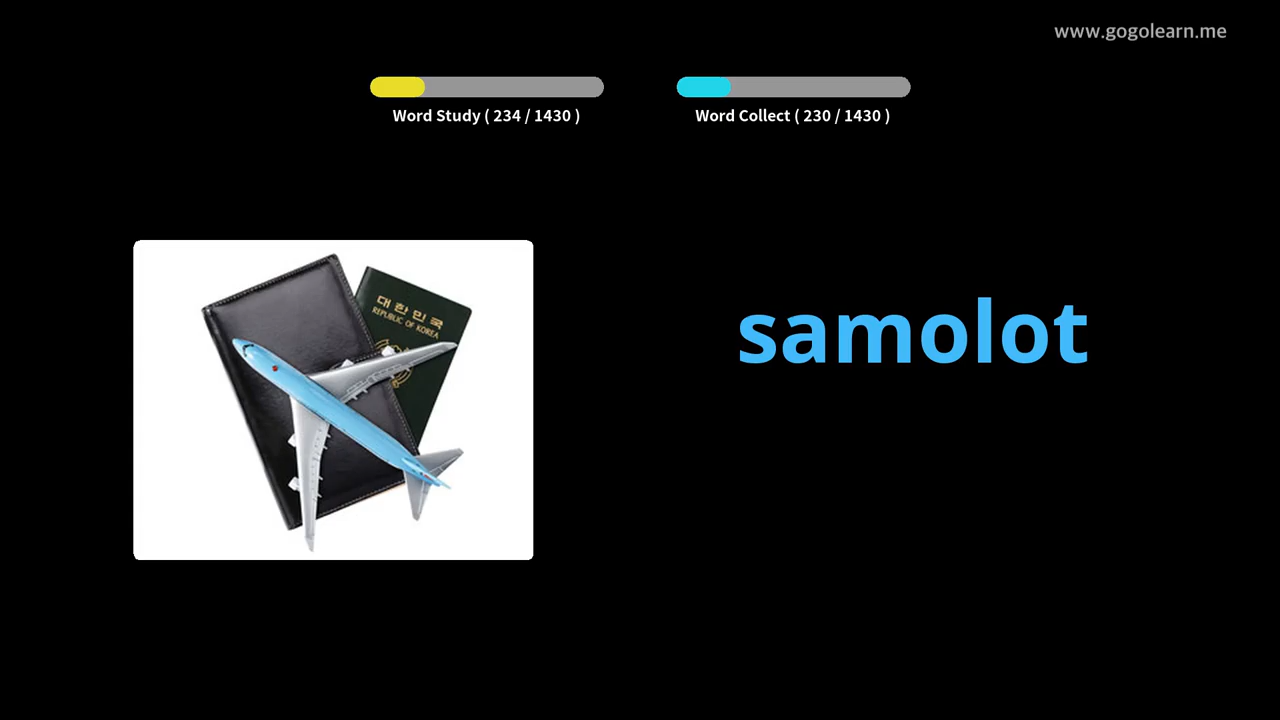 www.gogolearn.me
Word Study ( 234 / 1430 )
Word Collect ( 230 / 1430 )
대한민국
REPUBLIC OF KOREA
samolot